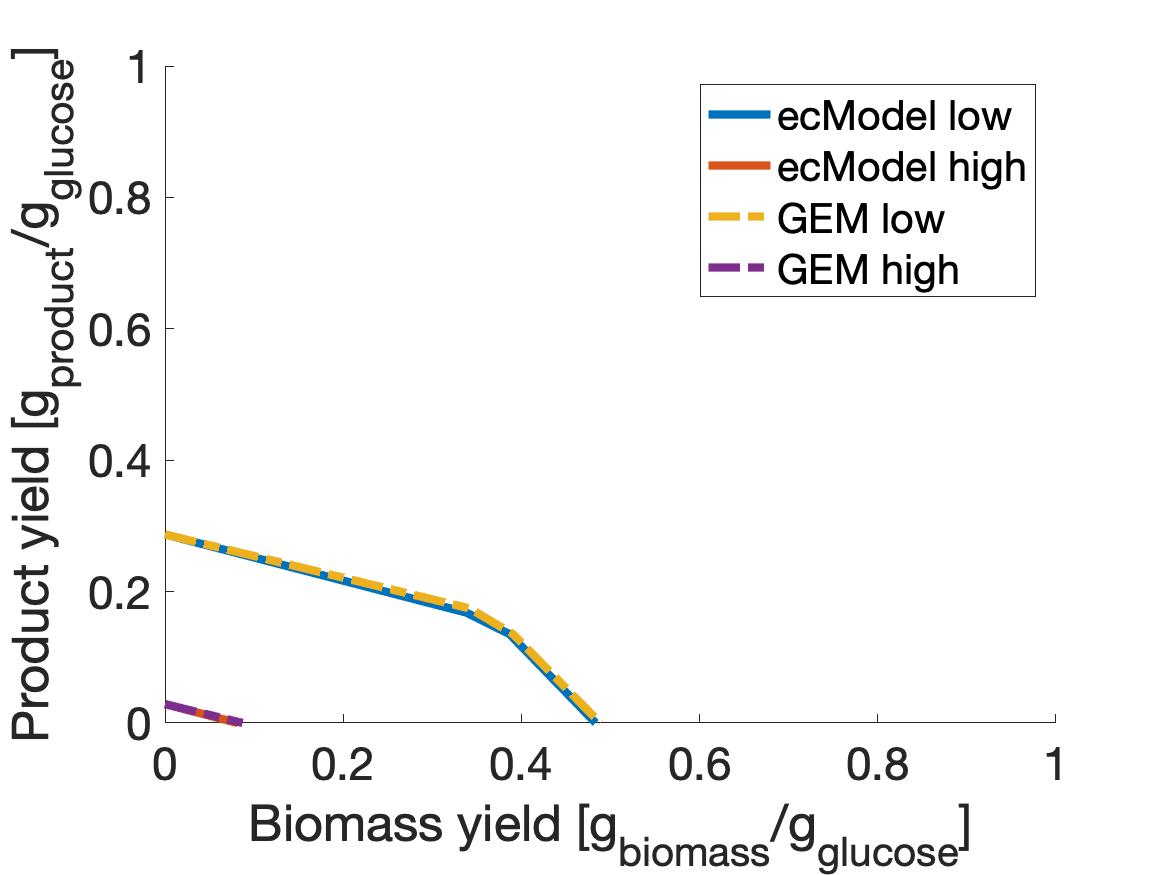 Product yield [gproduct/gglucose]
1
0.8
0.6
0.4
0.2
0
ecModel low
ecModel high
GEM low
GEM high
0 0.2 0.4 0.6 0.8 1
Biomass yield [gbiomass/gglucose]